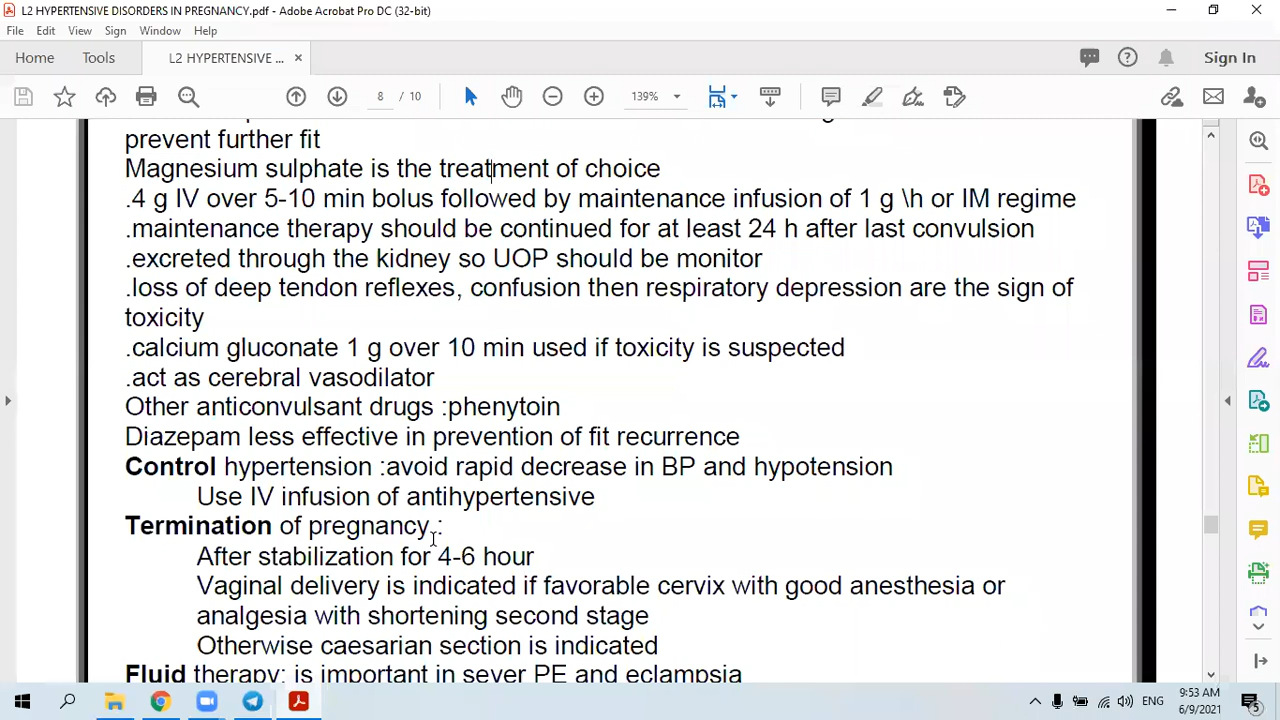 L2 HYPERTENSIVE DISORDERS IN PREGNANCY.pdf - Adobe Acrobat Pro DC (32-bit)
File Edit View Sign Window Help
Home Tools L2 HYPERTENSIVE ... × Sign In
8 / 10 139%
prevent further fit
Magnesium sulphate is the treatment of choice
.4 g IV over 5-10 min bolus followed by maintenance infusion of 1 g \h or IM regime
.maintenance therapy should be continued for at least 24 h after last convulsion
.excreted through the kidney so UOP should be monitor
.loss of deep tendon reflexes, confusion then respiratory depression are the sign of
toxicity
.calcium gluconate 1 g over 10 min used if toxicity is suspected
.act as cerebral vasodilator
Other anticonvulsant drugs :phenytoin
Diazepam less effective in prevention of fit recurrence
Control hypertension :avoid rapid decrease in BP and hypotension
Use IV infusion of antihypertensive
Termination of pregnancy :
After stabilization for 4-6 hour
Vaginal delivery is indicated if favorable cervix with good anesthesia or
analgesia with shortening second stage
Otherwise caesarian section is indicated
Fluid therapy: is important in sever PE and eclampsia
ENG
9:53 AM
6/9/2021
5